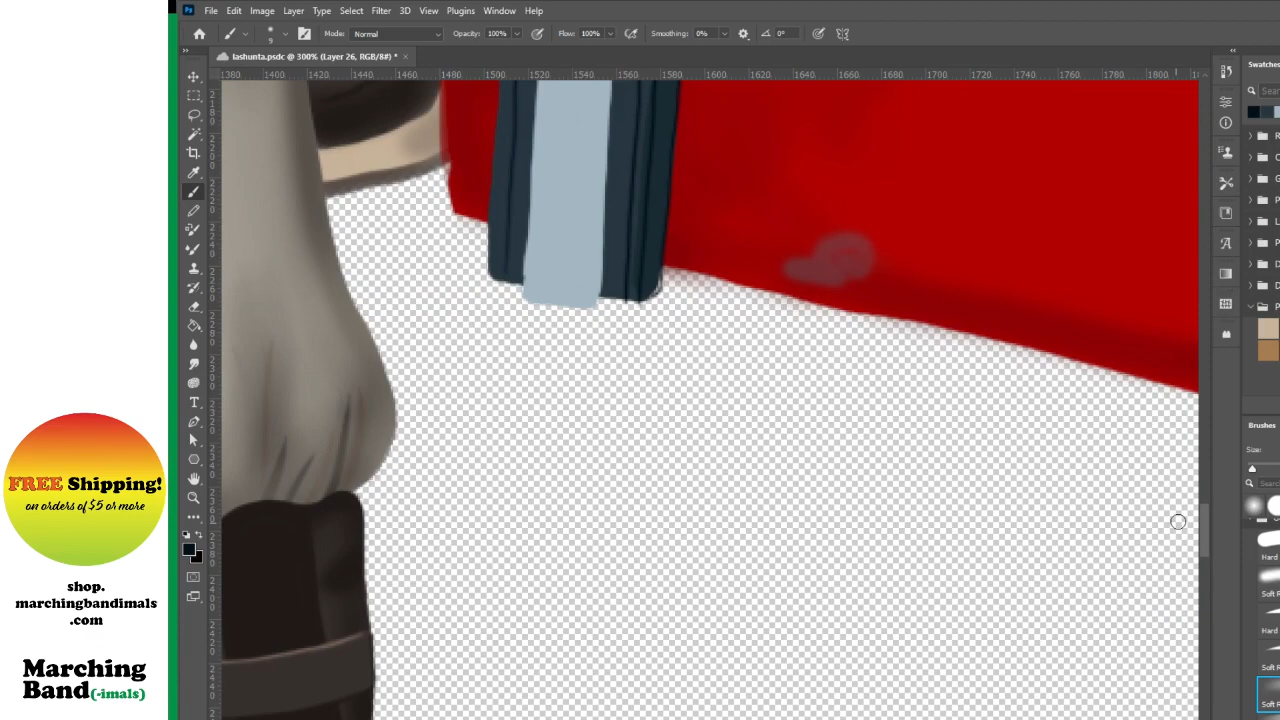 File Edit Image Layer Type Select Filter 3D View Plugins Window Help
Mode: Normal Opacity: 100% Flow: 100% Smoothing: 0% 0°
lashunta.psdc @ 300% (Layer 26, RGB/8#) * ×
1380 1400 1420 1440 1460 1480 1500 1520 1540 1560 1580 1600 1620 1640 1660 1680 1700 1720 1740 1760 1780 1800
Swatches
Brushes
Size:
Hard
Soft R
Hard
Soft R
FREE Shipping!
on orders of $5 or more
shop.
marchingbandimals
.com
Marching
Band(-imals)